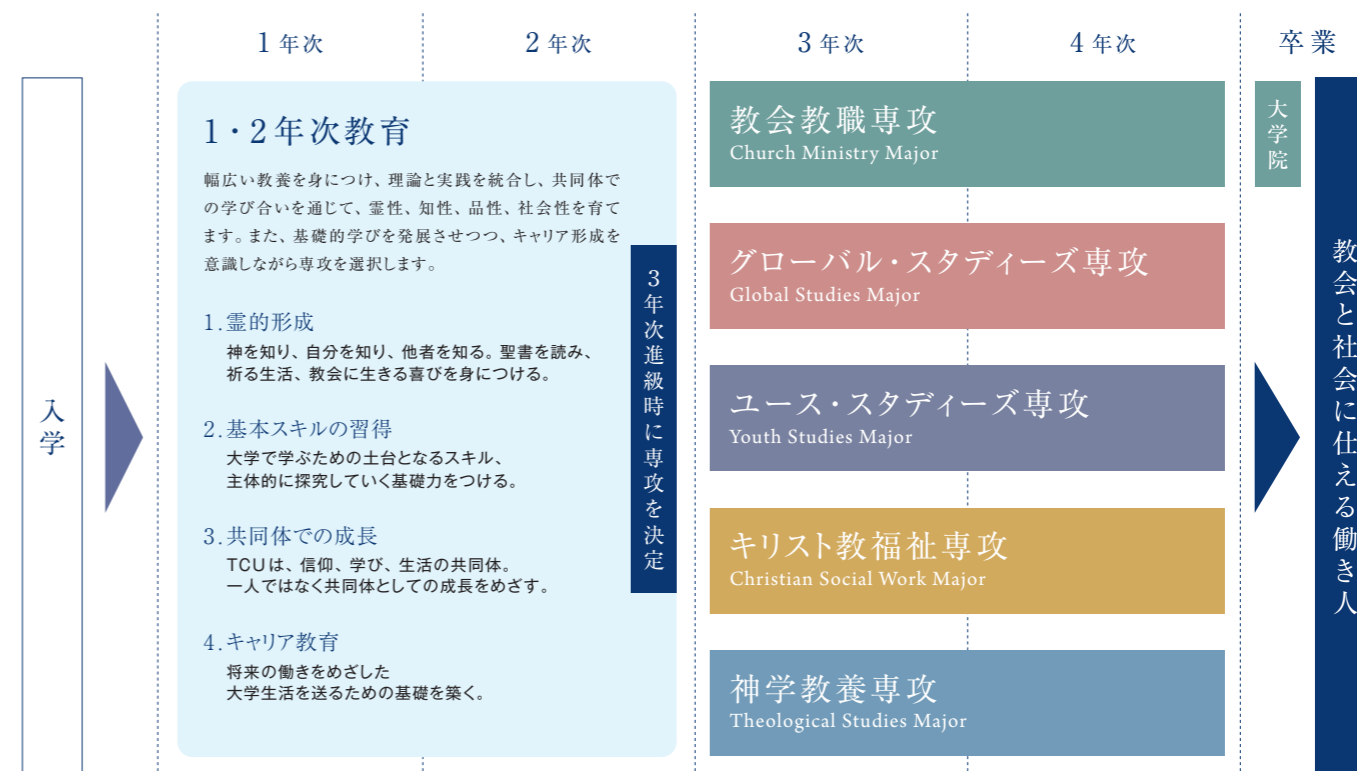 1 年次
2 年次
3 年次
4 年次
卒業
入学
1・2年次教育
幅広い教養を身につけ、理論と実践を統合し、共同体で
の学び合いを通じて、霊性、知性、品性、社会性を育て
ます。また、基礎的学びを発展させつつ、キャリア形成を
意識しながら専攻を選択します。
1.霊的形成
神を知り、自分を知り、他者を知る。聖書を読み、
祈る生活、教会に生きる喜びを身につける。
2.基本スキルの習得
大学で学ぶための土台となるスキル、
主体的に探究していく基礎力をつける。
3.共同体での成長
TCUは、信仰、学び、生活の共同体。
一人ではなく共同体としての成長をめざす。
4.キャリア教育
将来の働きをめざした
大学生活を送るための基礎を築く。
3年次進級時に専攻を決定
教会教職専攻
Church Ministry Major
グローバル・スタディーズ専攻
Global Studies Major
ユース・スタディーズ専攻
Youth Studies Major
キリスト教福祉専攻
Christian Social Work Major
神学教養専攻
Theological Studies Major
大学院
教会と社会に仕える働き人